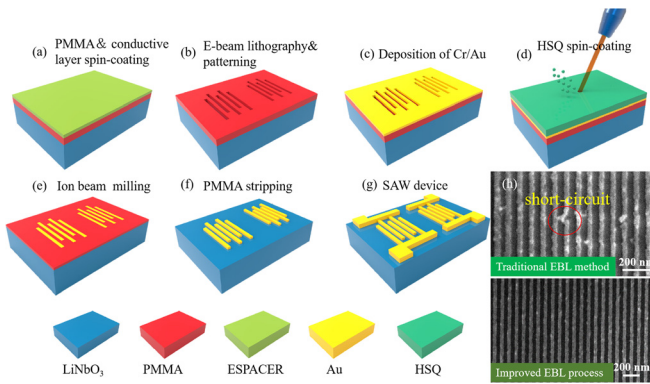 (a) PMMA& conductive
layer spin-coating
(b) E-beam lithography&
patterning
(c) Deposition of Cr/Au
(d) HSQ spin-coating
(e) Ion beam milling
(f) PMMA stripping
(g) SAW device
(h)
short-circuit
Traditional EBL method
200 nm
Improved EBL process
200 nm
LiNbO₃
PMMA
ESPACER
Au
HSQ